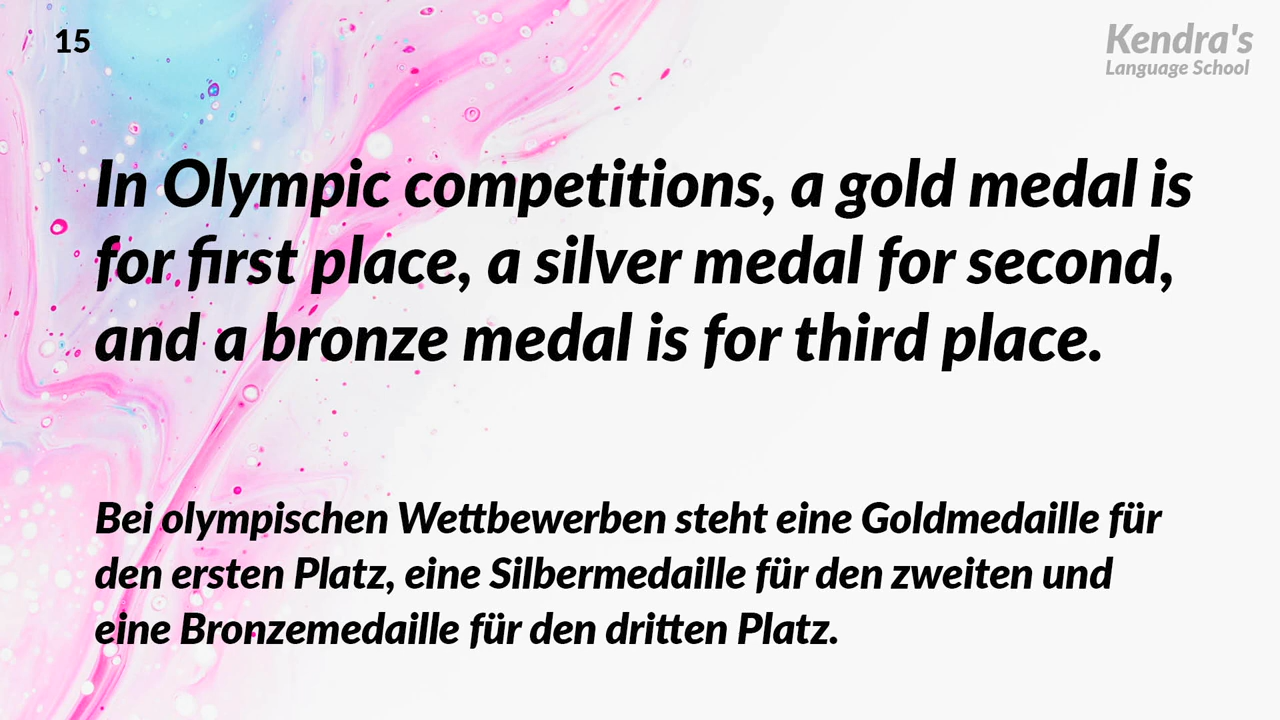 15
Kendra's
Language School
In Olympic competitions, a gold medal is
for first place, a silver medal for second,
and a bronze medal is for third place.
Bei olympischen Wettbewerben steht eine Goldmedaille für
den ersten Platz, eine Silbermedaille für den zweiten und
eine Bronzemedaille für den dritten Platz.